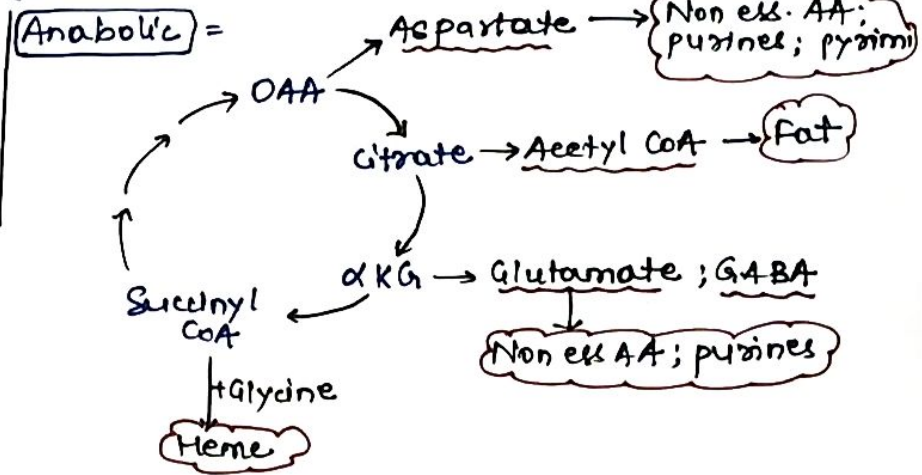 Anabolic =
Aspartate → Non ess. AA;
purines; pyrimi
OAA
Citrate → Acetyl CoA → Fat
αKG → Glutamate ; GABA
Non ess AA; purines
Succinyl
CoA
+Glycine
Heme